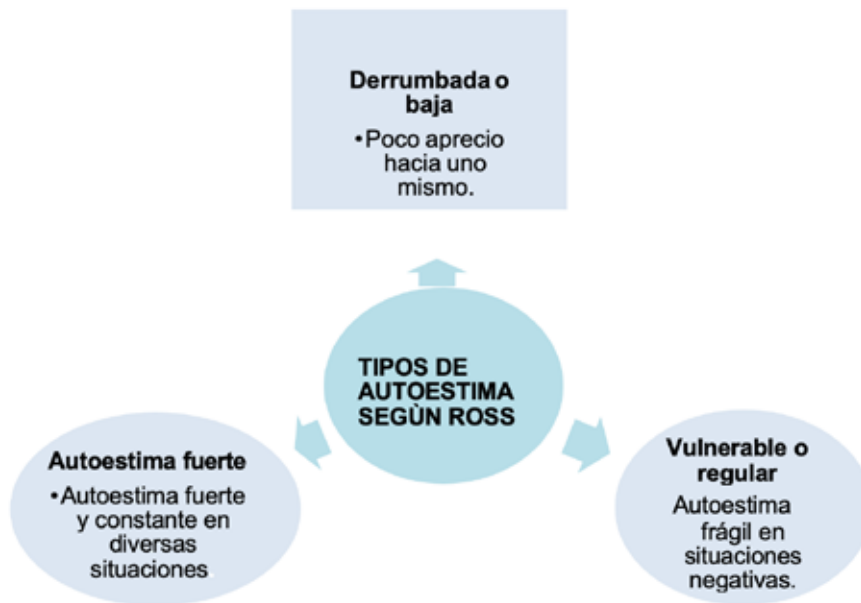 Derrumbada o
baja
•Poco aprecio
hacia uno
mismo.
TIPOS DE
AUTOESTIMA
SEGÙN ROSS
Autoestima fuerte
•Autoestima fuerte
y constante en
diversas
situaciones.
Vulnerable o
regular
Autoestima
frágil en
situaciones
negativas.